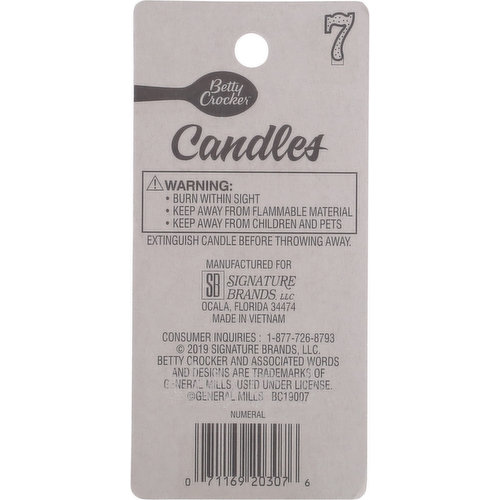 7
Betty
Crocker
Candles
WARNING:
• BURN WITHIN SIGHT
• KEEP AWAY FROM FLAMMABLE MATERIAL
• KEEP AWAY FROM CHILDREN AND PETS
EXTINGUISH CANDLE BEFORE THROWING AWAY.
MANUFACTURED FOR
SB SIGNATURE
BRANDS, LLC
OCALA, FLORIDA 34474
MADE IN VIETNAM
CONSUMER INQUIRIES : 1-877-726-8793
© 2019 SIGNATURE BRANDS, LLC.
BETTY CROCKER AND ASSOCIATED WORDS
AND DESIGNS ARE TRADEMARKS OF
GENERAL MILLS USED UNDER LICENSE.
©GENERAL MILLS BC19007
NUMERAL
0 71169 20307 6